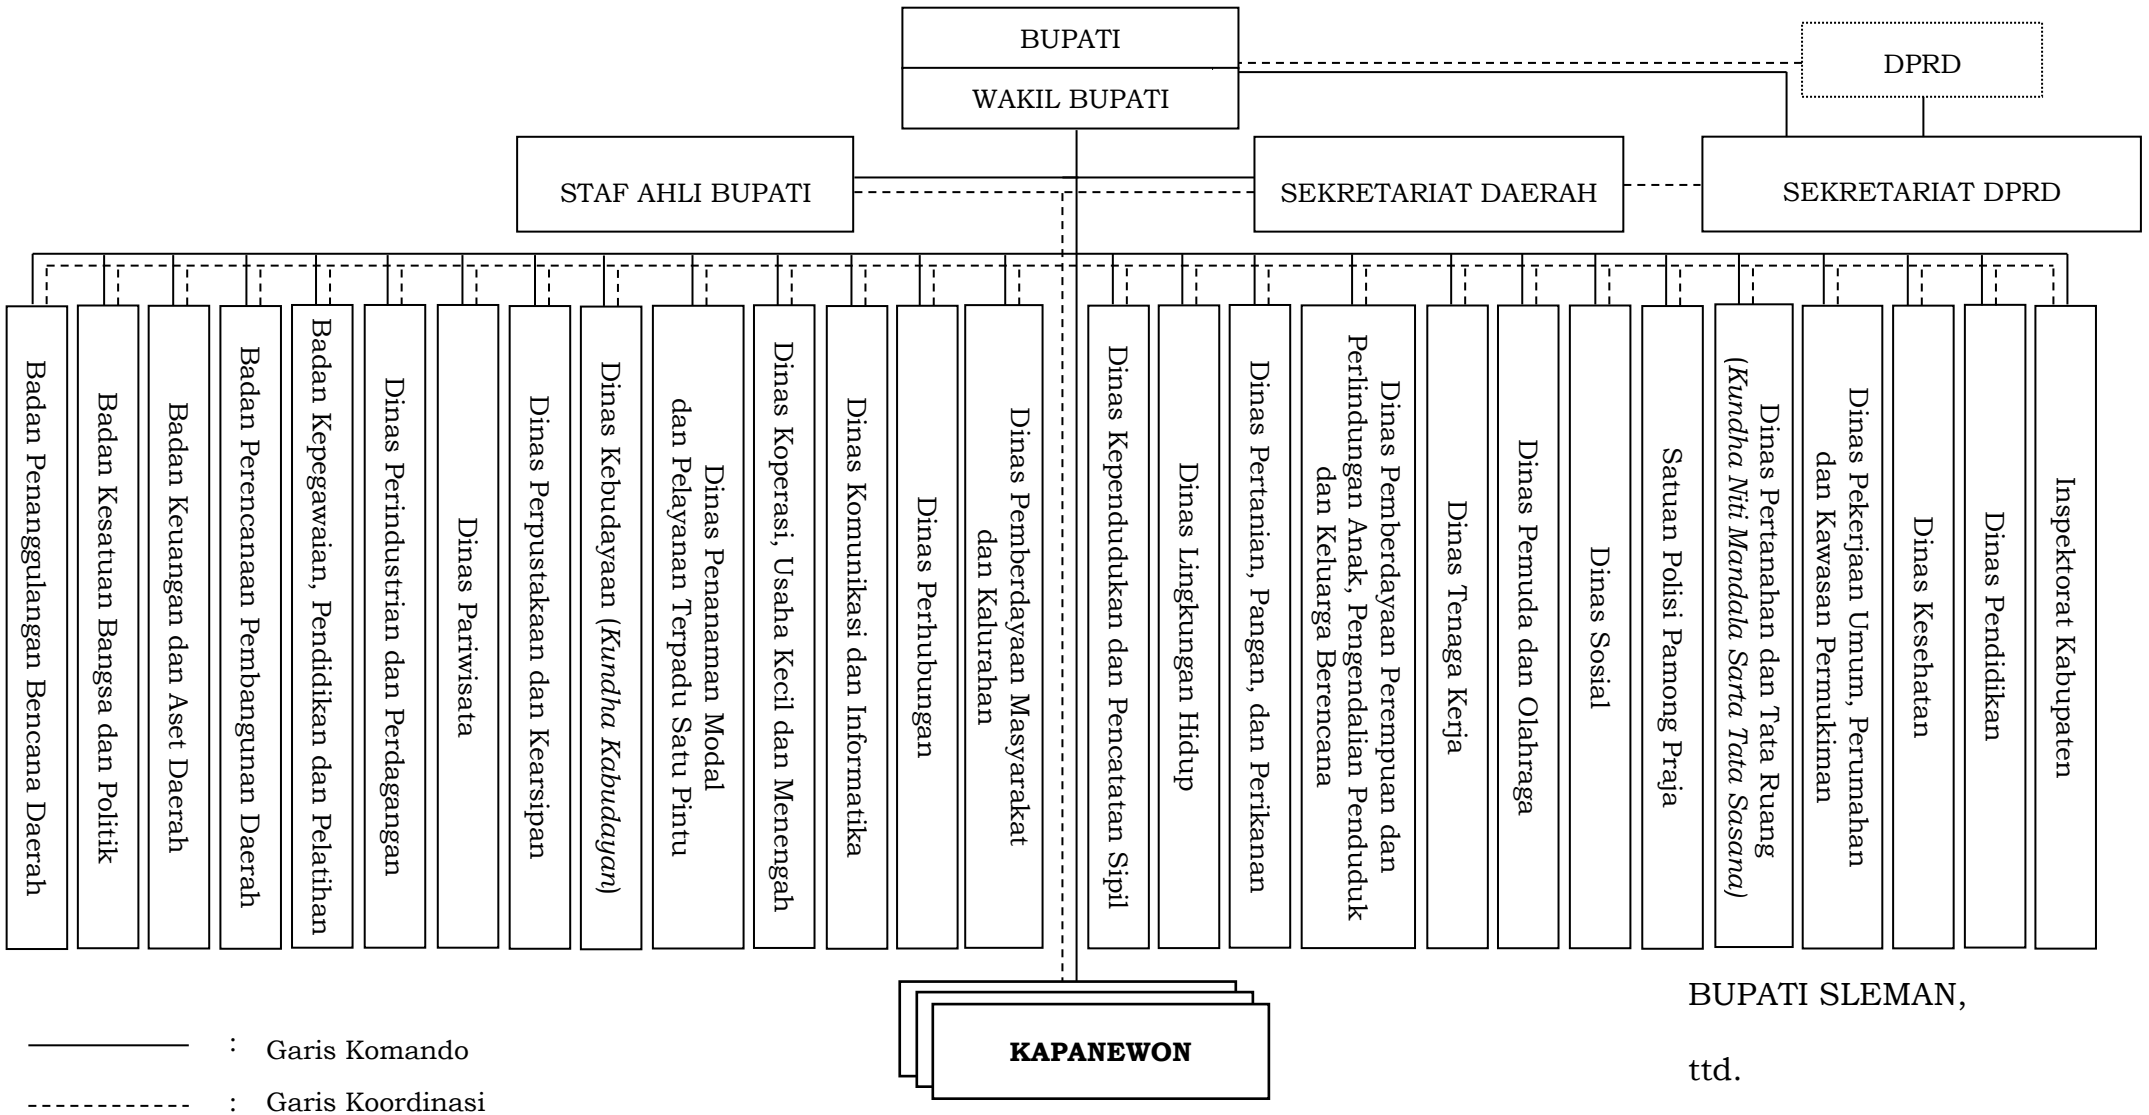 BUPATI
WAKIL BUPATI
DPRD
STAF AHLI BUPATI
SEKRETARIAT DAERAH
SEKRETARIAT DPRD
Badan Penanggulangan Bencana Daerah
Badan Kesatuan Bangsa dan Politik
Badan Keuangan dan Aset Daerah
Badan Perencanaan Pembangunan Daerah
Badan Kepegawaian, Pendidikan dan Pelatihan
Dinas Perindustrian dan Perdagangan
Dinas Pariwisata
Dinas Perpustakaan dan Kearsipan
Dinas Kebudayaan (Kundha Kabudayan)
Dinas Penanaman Modal
dan Pelayanan Terpadu Satu Pintu
Dinas Koperasi, Usaha Kecil dan Menengah
Dinas Komunikasi dan Informatika
Dinas Perhubungan
Dinas Pemberdayaan Masyarakat
dan Kalurahan
Dinas Kependudukan dan Pencatatan Sipil
Dinas Lingkungan Hidup
Dinas Pertanian, Pangan, dan Perikanan
Dinas Pemberdayaan Perempuan dan
Perlindungan Anak, Pengendalian Penduduk
dan Keluarga Berencana
Dinas Tenaga Kerja
Dinas Pemuda dan Olahraga
Dinas Sosial
Satuan Polisi Pamong Praja
Dinas Pertanahan dan Tata Ruang
(Kundha Niti Mandala Sarta Tata Sasana)
Dinas Pekerjaan Umum, Perumahan
dan Kawasan Permukiman
Dinas Kesehatan
Dinas Pendidikan
Inspektorat Kabupaten
KAPANEWON
: Garis Komando
: Garis Koordinasi
BUPATI SLEMAN,
ttd.